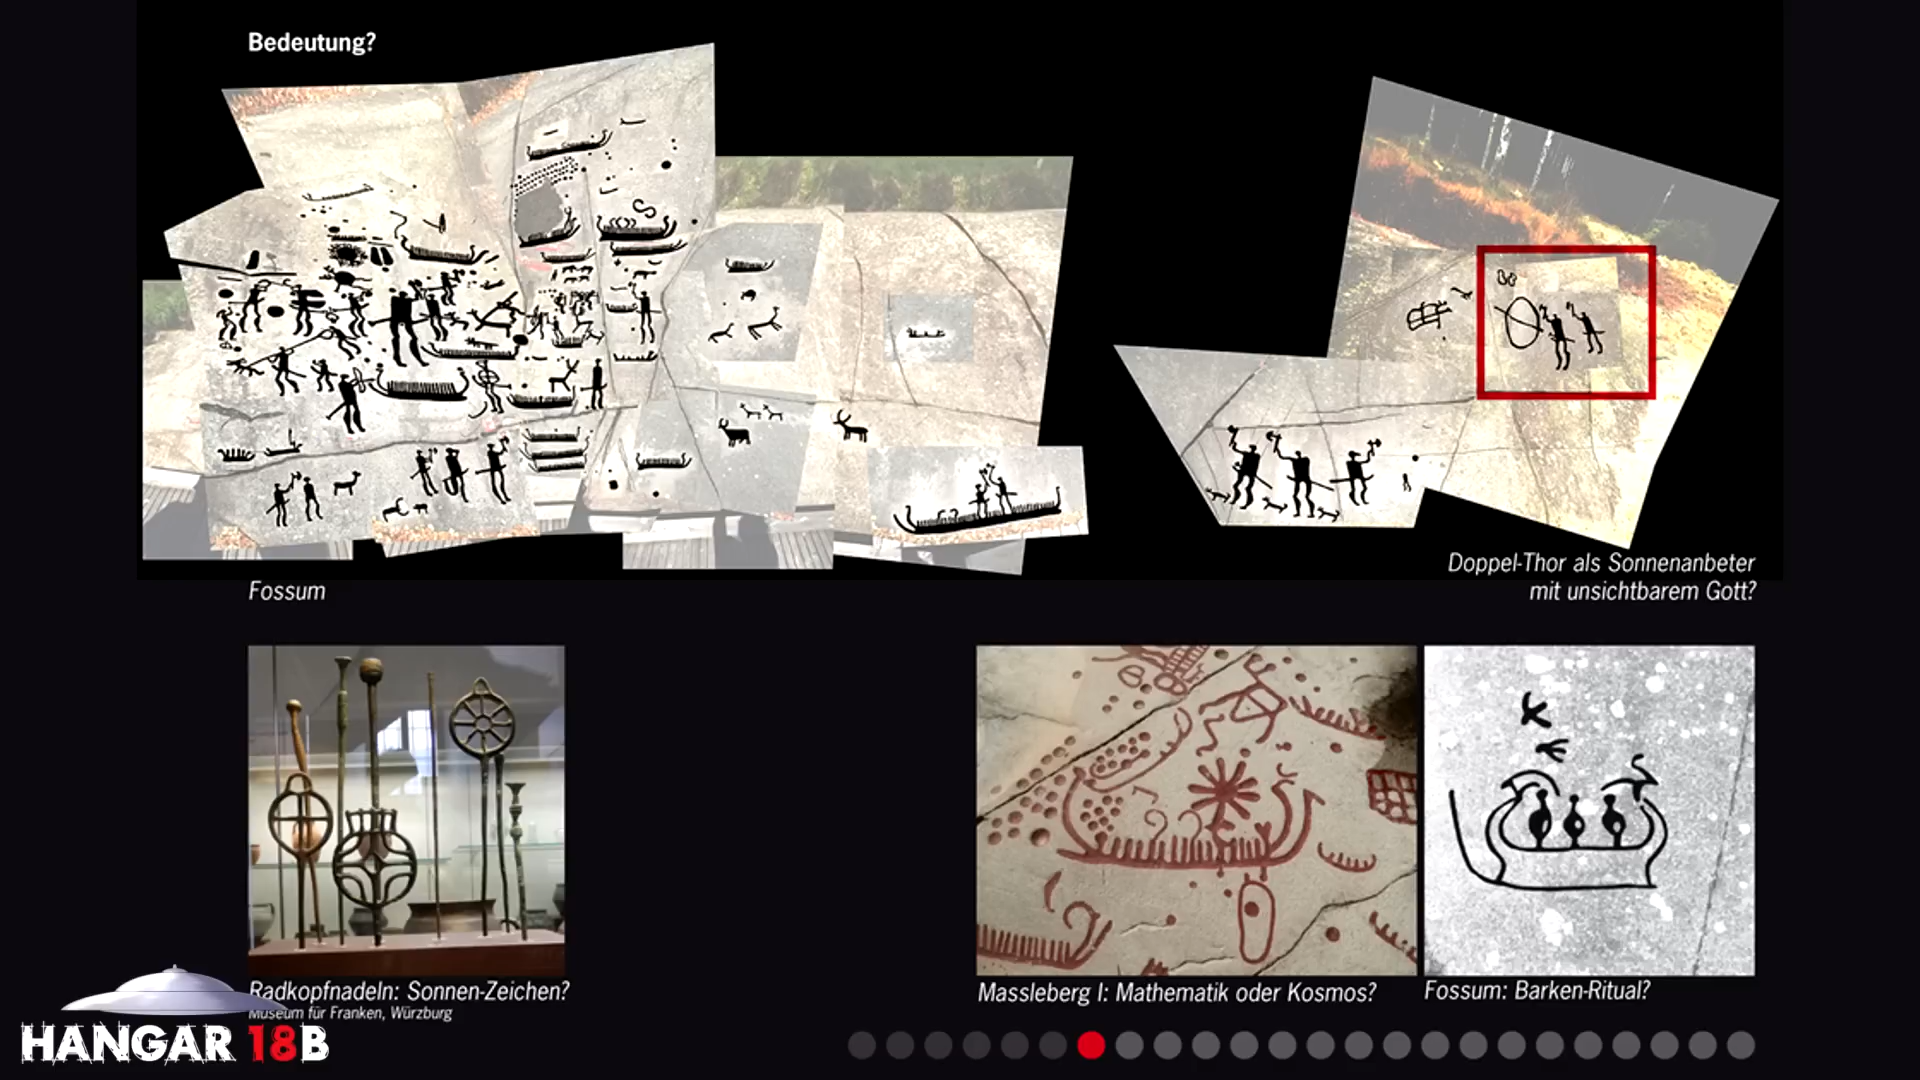 Bedeutung?
Fossum
Doppel-Thor als Sonnenanbeter
mit unsichtbarem Gott?
Radkopfnadeln: Sonnen-Zeichen?
Museum für Franken, Würzburg
Massleberg I: Mathematik oder Kosmos?
Fossum: Barken-Ritual?
HANGAR 18B